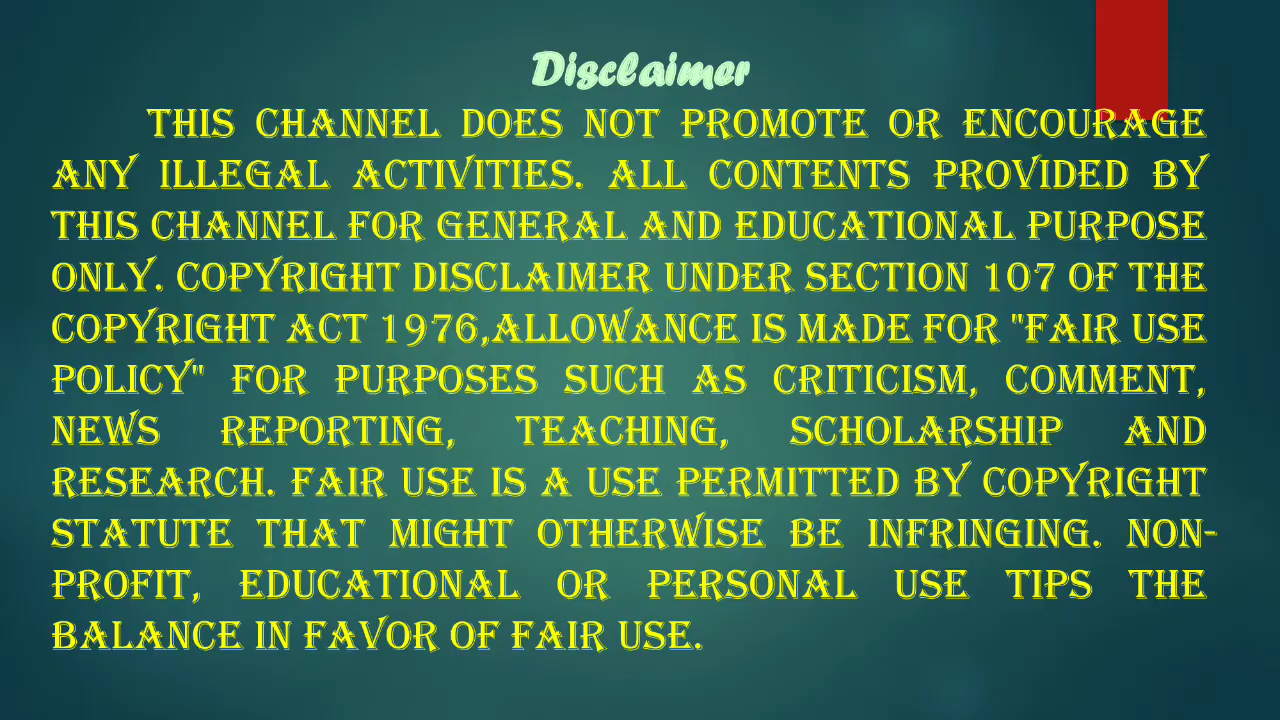 Disclaimer
THIS CHANNEL DOES NOT PROMOTE OR ENCOURAGE
ANY ILLEGAL ACTIVITIES. ALL CONTENTS PROVIDED BY
THIS CHANNEL FOR GENERAL AND EDUCATIONAL PURPOSE
ONLY. COPYRIGHT DISCLAIMER UNDER SECTION 107 OF THE
COPYRIGHT ACT 1976,ALLOWANCE IS MADE FOR "FAIR USE
POLICY" FOR PURPOSES SUCH AS CRITICISM, COMMENT,
NEWS REPORTING, TEACHING, SCHOLARSHIP AND
RESEARCH. FAIR USE IS A USE PERMITTED BY COPYRIGHT
STATUTE THAT MIGHT OTHERWISE BE INFRINGING. NON-
PROFIT, EDUCATIONAL OR PERSONAL USE TIPS THE
BALANCE IN FAVOR OF FAIR USE.